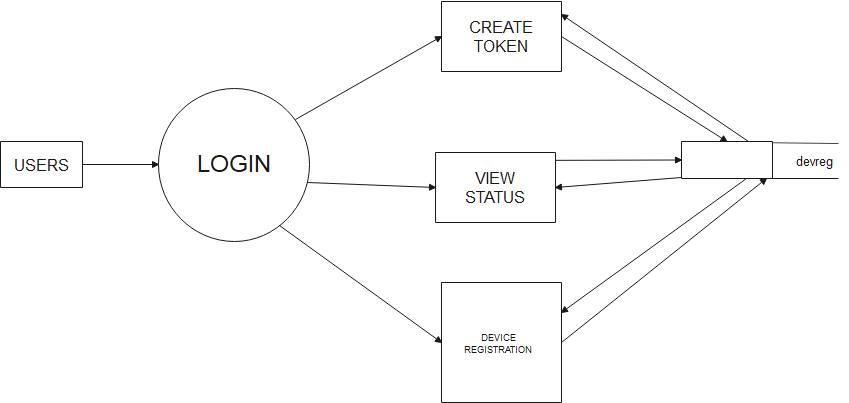 CREATE
TOKEN
USERS
LOGIN
VIEW
STATUS
devreg
DEVICE
REGISTRATION